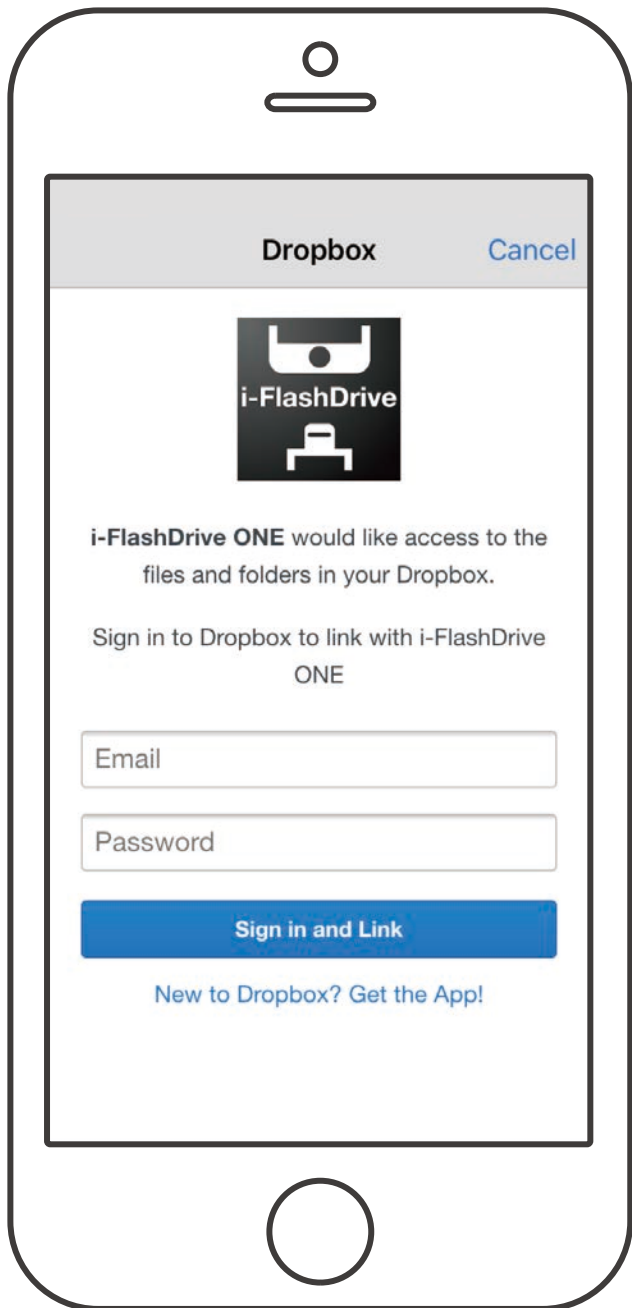 Dropbox Cancel
i-FlashDrive
i-FlashDrive ONE would like access to the
files and folders in your Dropbox.
Sign in to Dropbox to link with i-FlashDrive
ONE
Email
Password
Sign in and Link
New to Dropbox? Get the App!